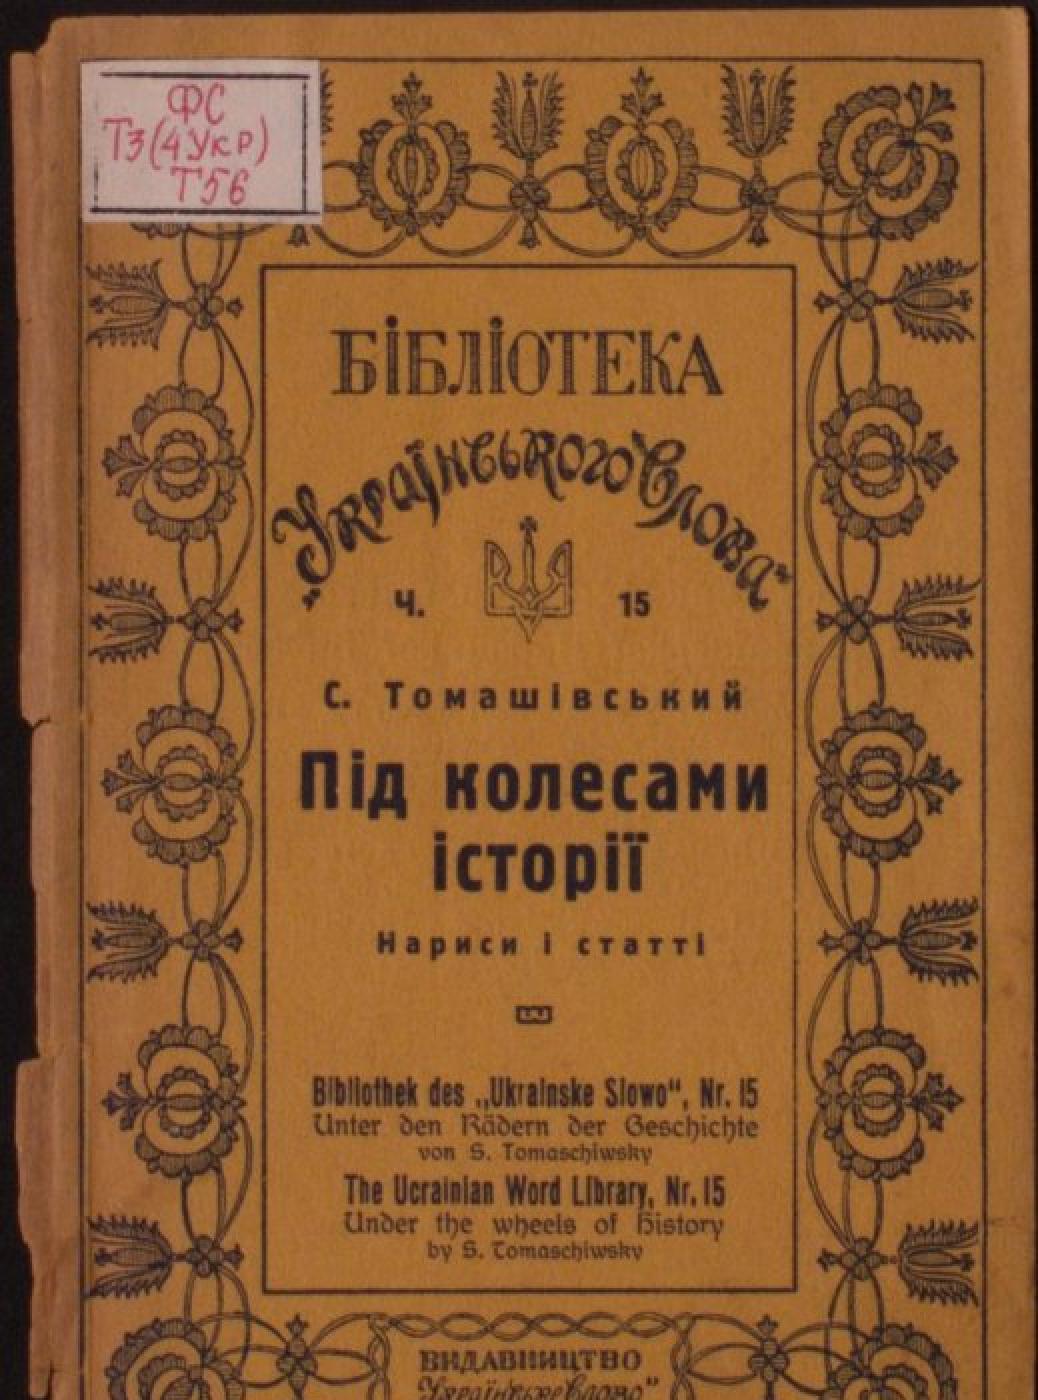 ФС
Т3(4Укр)
Т56
БІБЛІОТЕКА
„Українського Слова“
Ч. 15
С. Томашівський
Під колесами
історії
Нариси і статті
Bibliothek des „Ukrainske Slowo“, Nr. 15
Unter den Rädern der Geschichte
von S. Tomaschiwsky
The Ucrainian Word Library, Nr. 15
Under the wheels of History
by S. Tomaschiwsky
ВИДАВНИЦТВО
„Українське Слово“